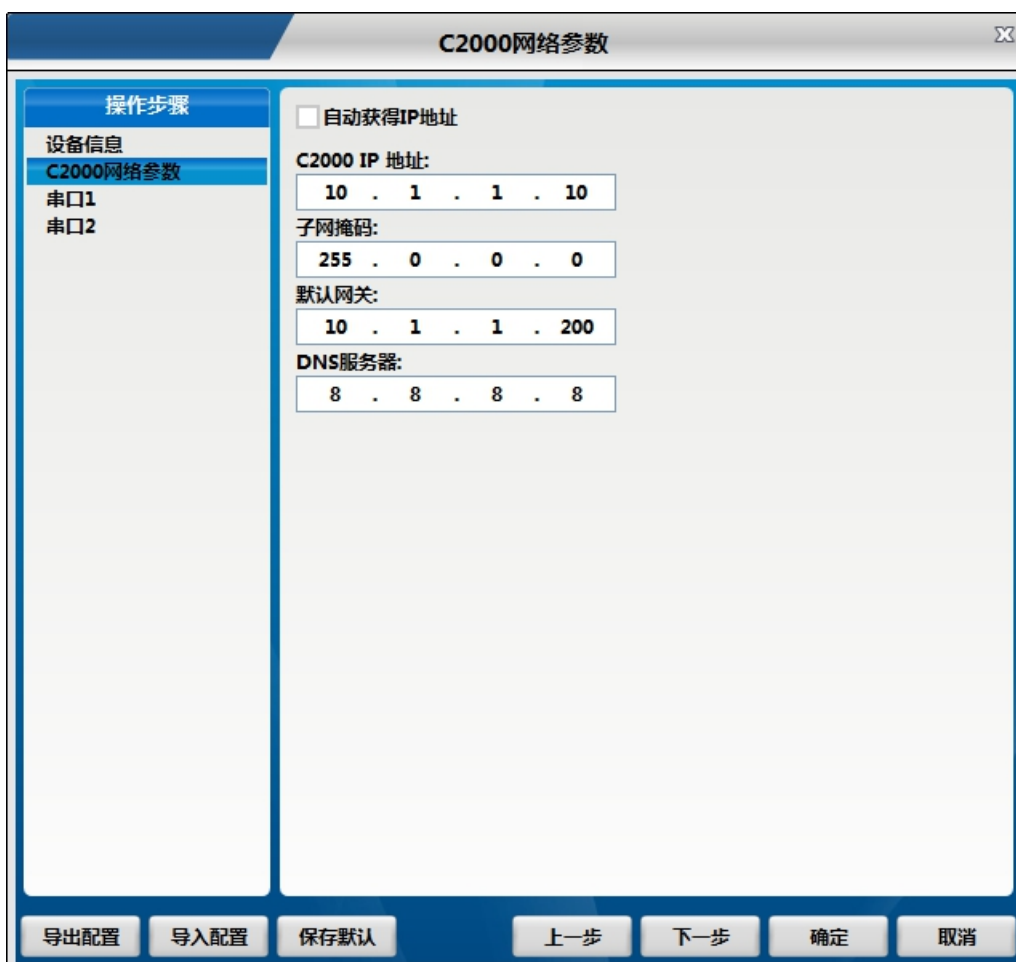 C2000网络参数
操作步骤
设备信息
C2000网络参数
串口1
串口2
自动获得IP地址
C2000 IP 地址:
10 . 1 . 1 . 10
子网掩码:
255 . 0 . 0 . 0
默认网关:
10 . 1 . 1 . 200
DNS服务器:
8 . 8 . 8 . 8
导出配置 导入配置 保存默认 上一步 下一步 确定 取消